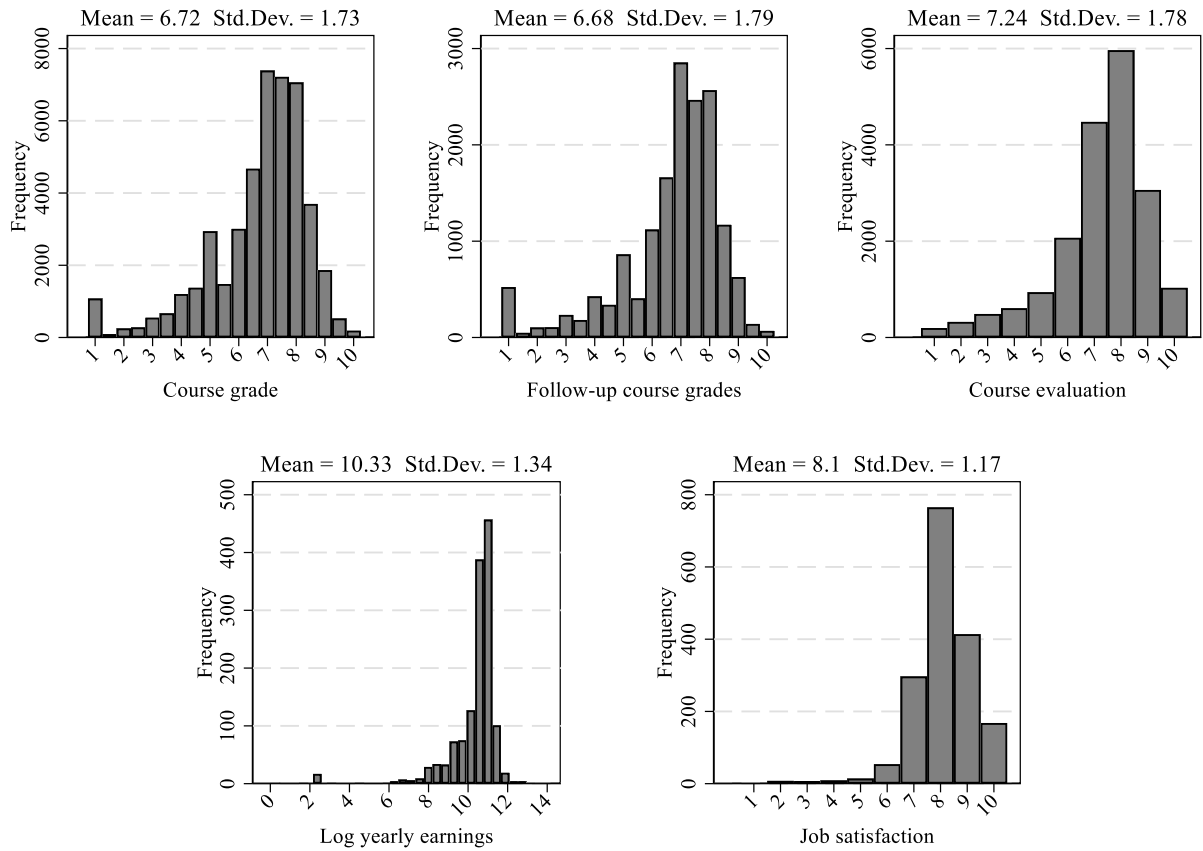 Mean = 6.72  Std.Dev. = 1.73
Frequency
8000
6000
4000
2000
0
1 2 3 4 5 6 7 8 9 10
Course grade
Mean = 6.68  Std.Dev. = 1.79
Frequency
3000
2000
1000
0
1 2 3 4 5 6 7 8 9 10
Follow-up course grades
Mean = 7.24  Std.Dev. = 1.78
Frequency
6000
4000
2000
0
1 2 3 4 5 6 7 8 9 10
Course evaluation
Mean = 10.33  Std.Dev. = 1.34
Frequency
500
400
300
200
100
0
0 2 4 6 8 10 12 14
Log yearly earnings
Mean = 8.1  Std.Dev. = 1.17
Frequency
800
600
400
200
0
1 2 3 4 5 6 7 8 9 10
Job satisfaction